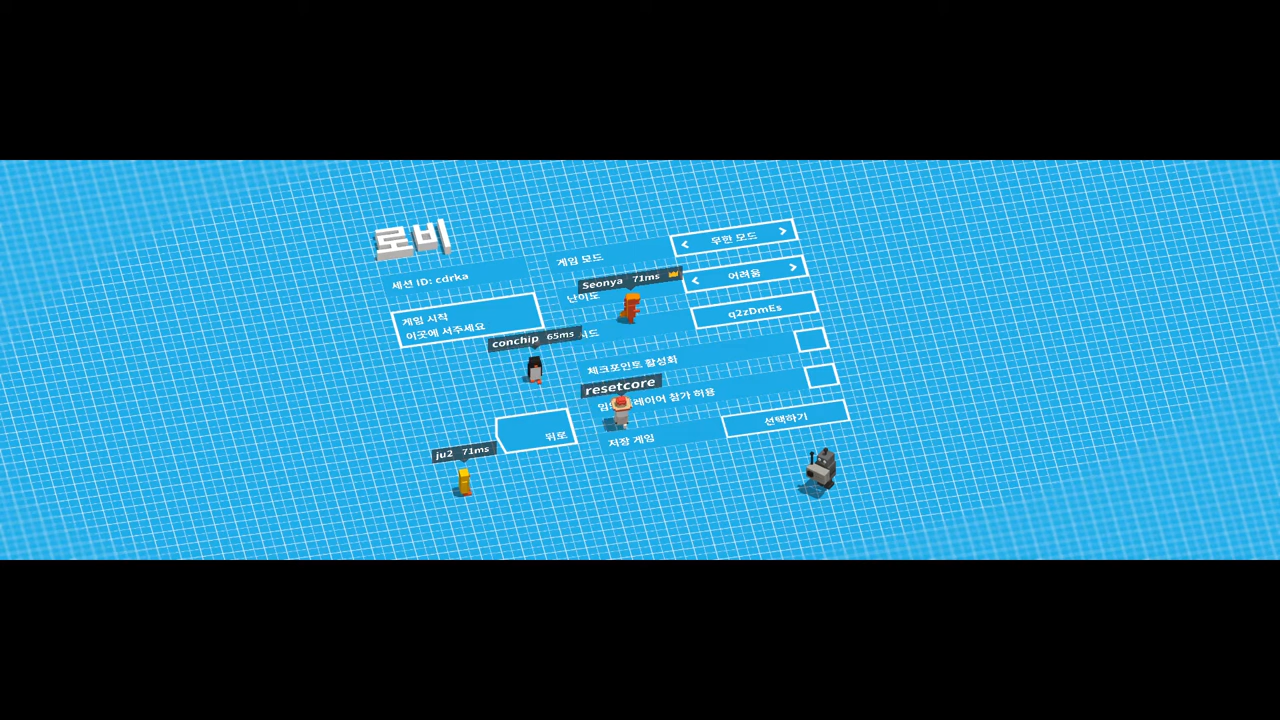 로비
세션 ID: cdrka
게임 시작
이곳에 서주세요
게임 모드
무한 모드
Seonya 71ms
난이도
어려움
conchip 65ms
q2zDmEs
체크포인트 활성화
resetcore
참가 허용
저장 게임
선택하기
뒤로
ju2 71ms